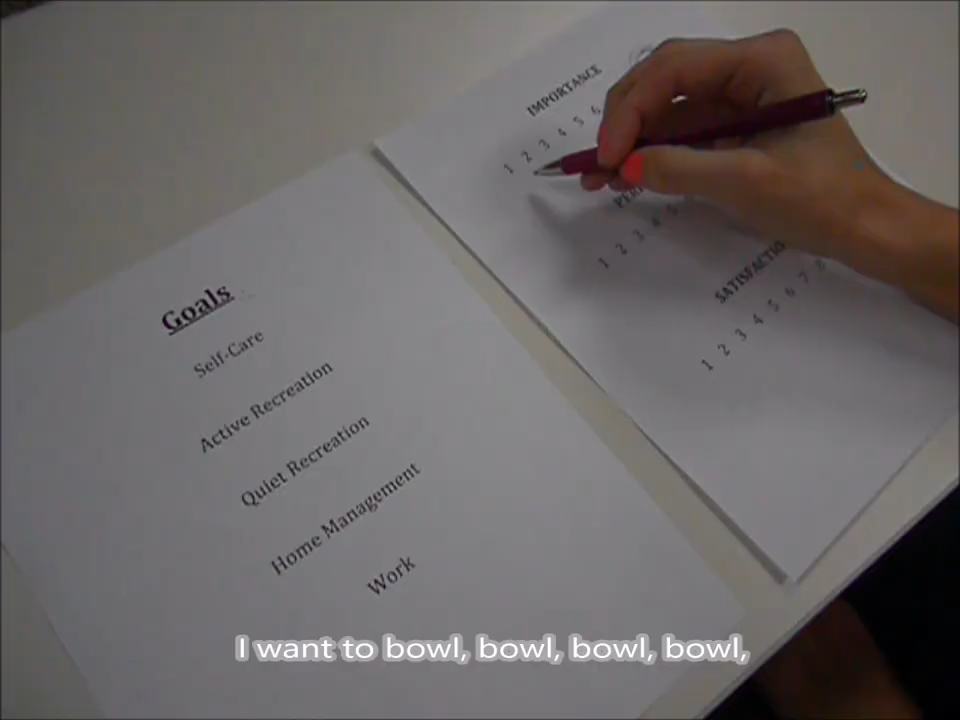 Goals
Self-Care
Active Recreation
Quiet Recreation
Home Management
Work
IMPORTANCE
1 2 3 4 5 6
1 2 3 4 5
1 2 3 4 5 6 7 8
I want to bowl, bowl, bowl, bowl,